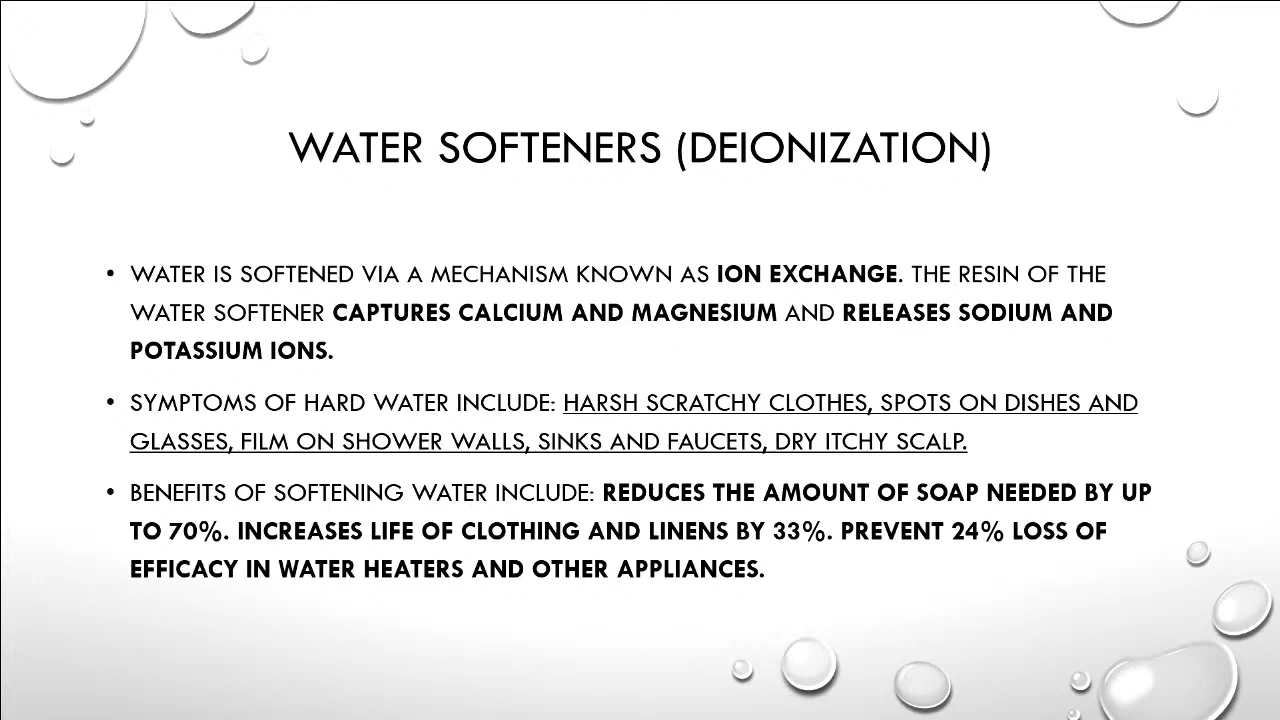 WATER SOFTENERS (DEIONIZATION)
• WATER IS SOFTENED VIA A MECHANISM KNOWN AS ION EXCHANGE. THE RESIN OF THE
WATER SOFTENER CAPTURES CALCIUM AND MAGNESIUM AND RELEASES SODIUM AND
POTASSIUM IONS.
• SYMPTOMS OF HARD WATER INCLUDE: HARSH SCRATCHY CLOTHES, SPOTS ON DISHES AND
GLASSES, FILM ON SHOWER WALLS, SINKS AND FAUCETS, DRY ITCHY SCALP.
• BENEFITS OF SOFTENING WATER INCLUDE: REDUCES THE AMOUNT OF SOAP NEEDED BY UP
TO 70%. INCREASES LIFE OF CLOTHING AND LINENS BY 33%. PREVENT 24% LOSS OF
EFFICACY IN WATER HEATERS AND OTHER APPLIANCES.